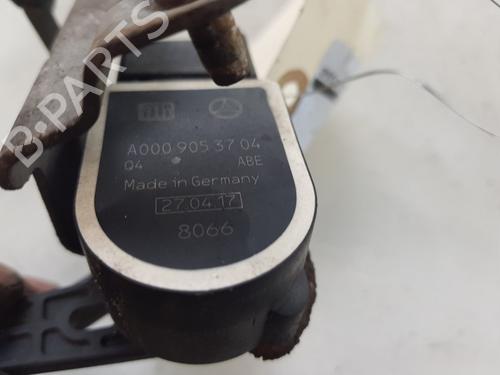 B-PARTS
A000 905 37 04
Q4 ABE
Made in Germany
27.04.17
8066